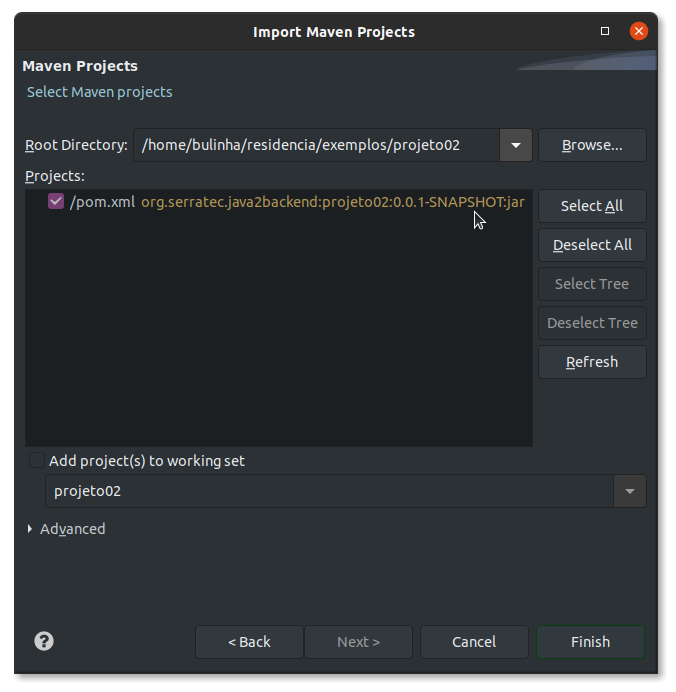 Import Maven Projects
Maven Projects
Select Maven projects
Root Directory: /home/bulinha/residencia/exemplos/projeto02 Browse...
Projects:
/pom.xml org.serratec.java2backend:projeto02:0.0.1-SNAPSHOT:jar
Select All
Deselect All
Select Tree
Deselect Tree
Refresh
Add project(s) to working set
projeto02
Advanced
? < Back Next > Cancel Finish